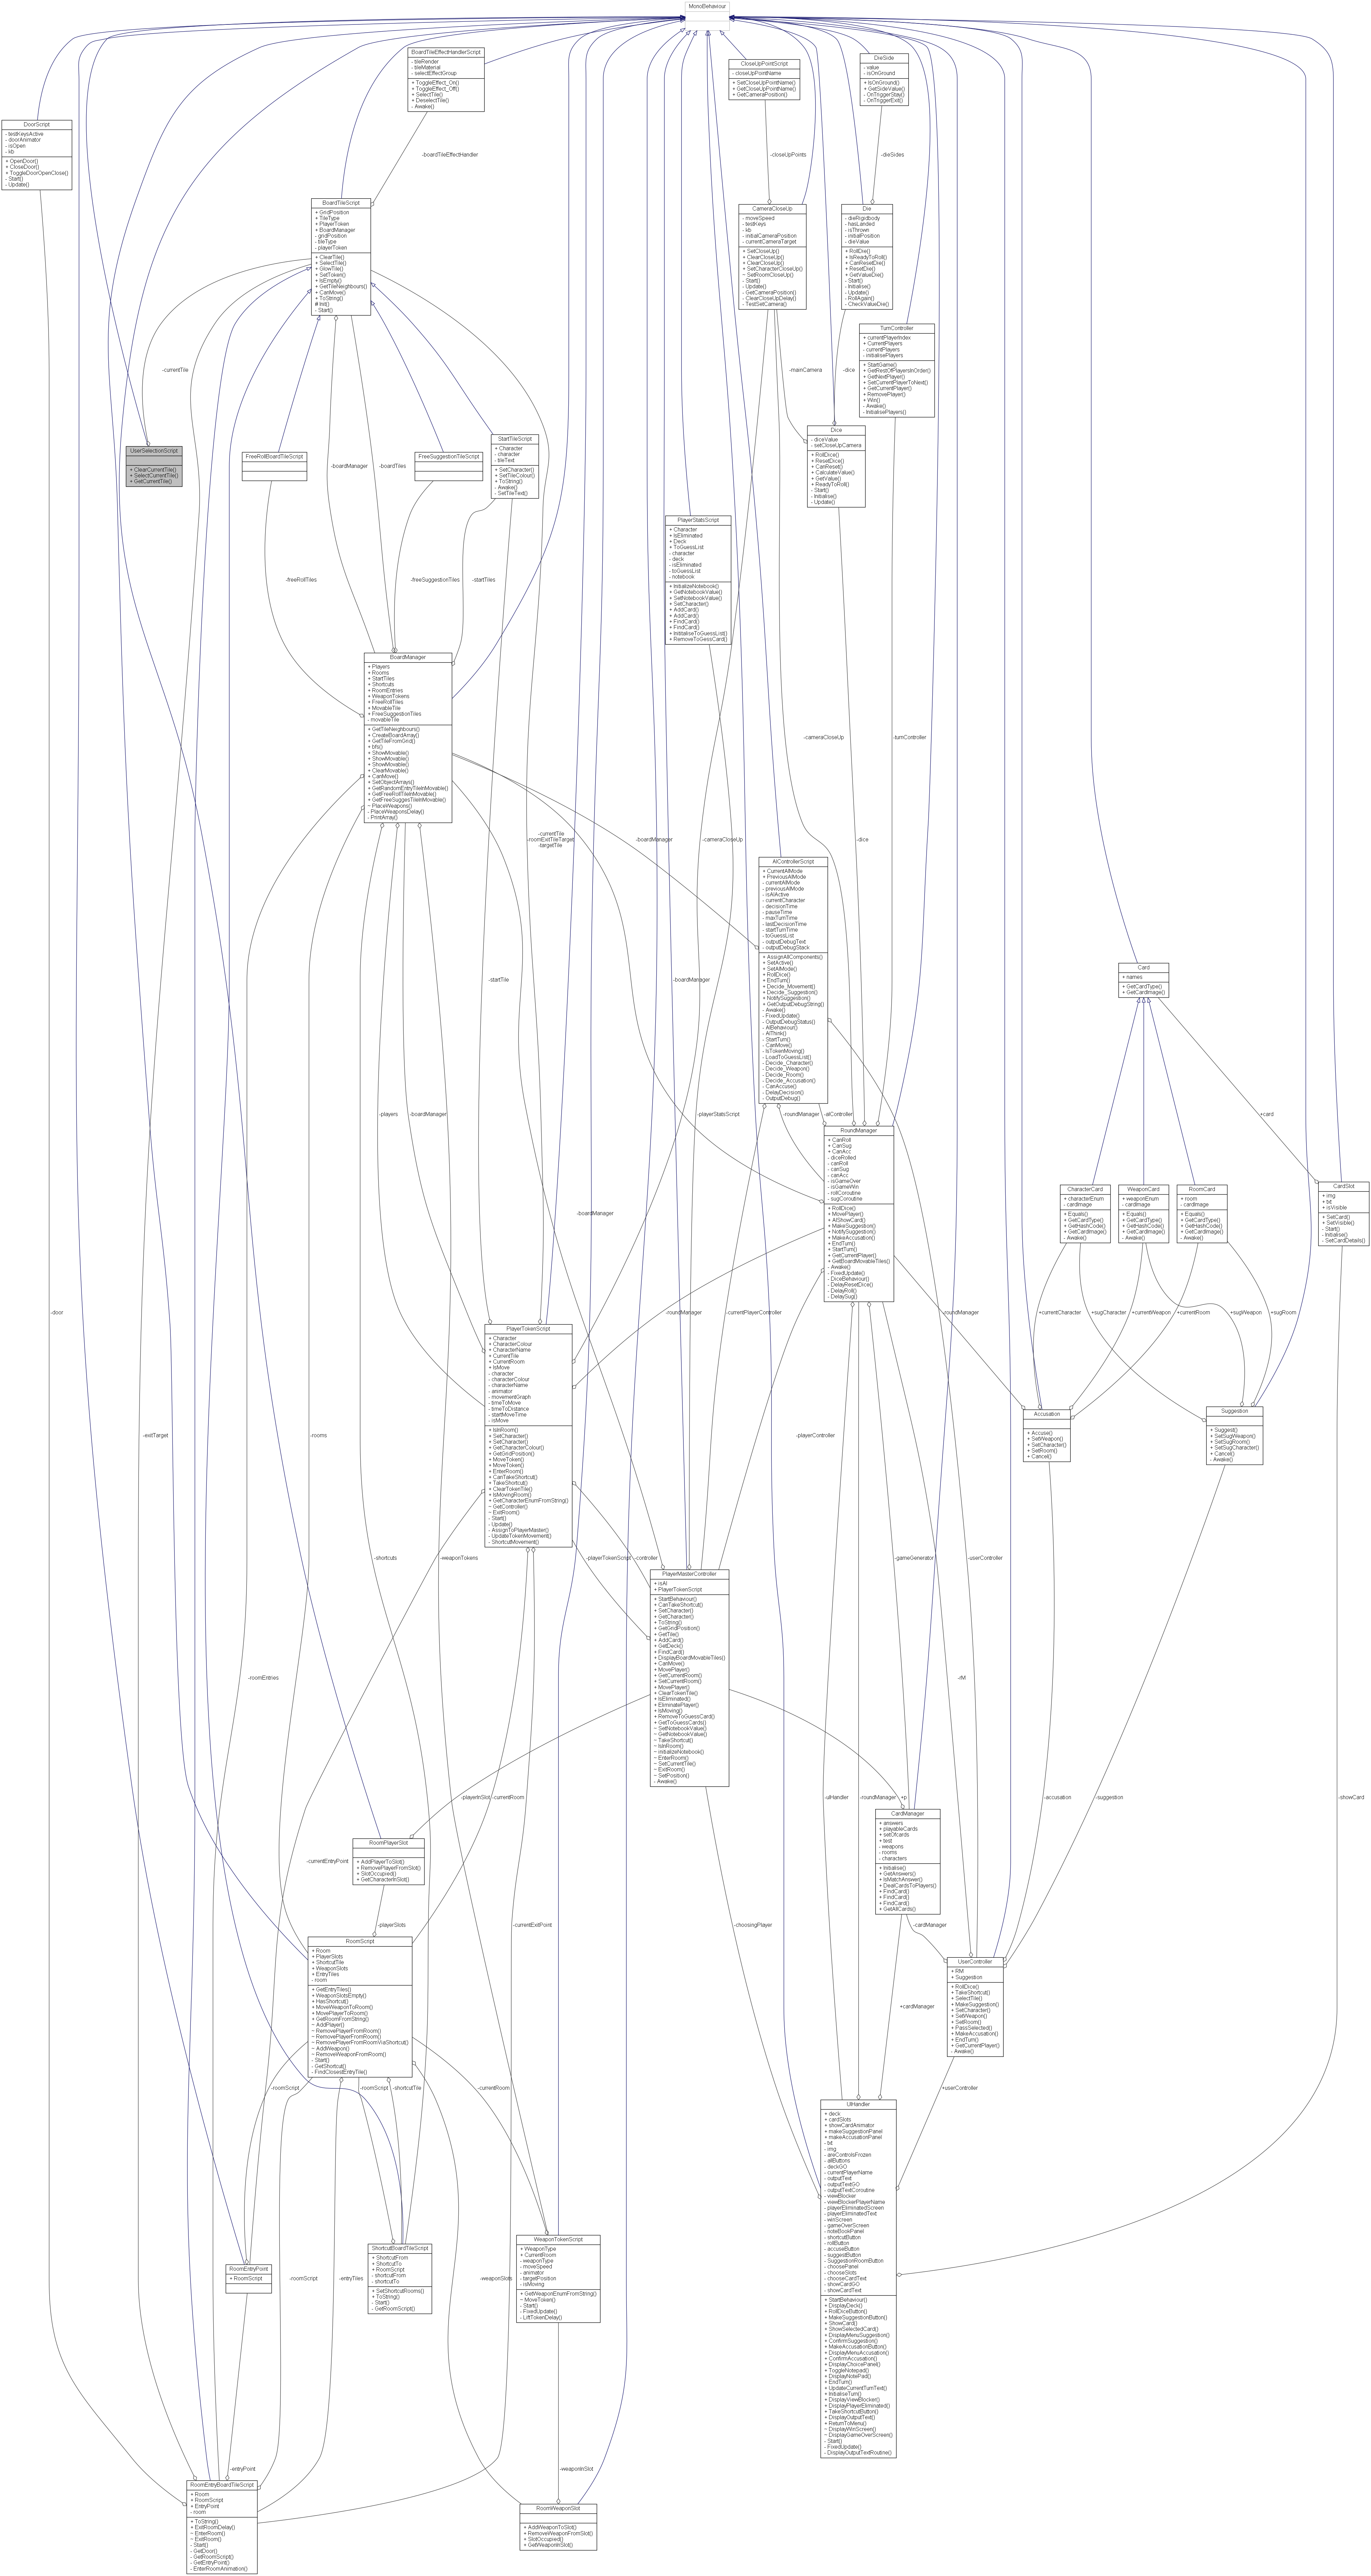 MonoBehaviour
BoardTileEffectHandlerScript
- tileRender
- tileMaterial
- selectEffectGroup
+ ToggleEffect_On()
+ ToggleEffect_Off()
+ SelectTile()
+ DeselectTile()
- Awake()
CloseUpPointScript
- closeUpPointName
+ SetCloseUpPointName()
+ GetCloseUpPointName()
+ GetCameraPosition()
DieSide
- value
- isOnGround
+ IsOnGround()
+ GetSideValue()
- OnTriggerStay()
- OnTriggerExit()
DoorScript
- testKeysActive
- doorAnimator
- isOpen
- kb
+ OpenDoor()
+ CloseDoor()
+ ToggleDoorOpenClose()
- Start()
- Update()
-boardTileEffectHandler
-closeUpPoints
-dieSides
BoardTileScript
+ GridPosition
+ TileType
+ PlayerToken
+ BoardManager
- gridPosition
- tileType
- playerToken
+ ClearTile()
+ SelectTile()
+ GlowTile()
+ SetToken()
+ IsEmpty()
+ GetTileNeighbours()
+ CanMove()
+ ToString()
# Init()
- Start()
CameraCloseUp
- moveSpeed
- testKeys
- kb
- initialCameraPosition
- currentCameraTarget
+ SetCloseUp()
+ ClearCloseUp()
+ ClearCloseUp()
+ SetCharacterCloseUp()
~ SetRoomCloseUp()
- Start()
- Update()
- GetCameraPosition()
- ClearCloseUpDelay()
- TestSetCamera()
Die
- dieRigidbody
- hasLanded
- isThrown
- initialPosition
- dieValue
+ RollDie()
+ IsReadyToRoll()
+ CanResetDie()
+ ResetDie()
+ GetValueDie()
- Start()
- Initialise()
- Update()
- RollAgain()
- CheckValueDie()
TurnController
+ currentPlayerIndex
+ CurrentPlayers
- currentPlayers
- initialisePlayers
+ StartGame()
+ GetRestOfPlayersInOrder()
+ GetNextPlayer()
+ SetCurrentPlayerToNext()
+ GetCurrentPlayer()
+ RemovePlayer()
+ Win()
- Awake()
- InitialisePlayers()
-currentTile
-mainCamera
-dice
UserSelectionScript
+ ClearCurrentTile()
+ SelectCurrentTile()
+ GetCurrentTile()
FreeRollBoardTileScript
-boardManager
-boardTiles
FreeSuggestionTileScript
StartTileScript
+ Character
- character
- tileText
+ SetCharacter()
+ SetTileColour()
+ ToString()
- Awake()
- SetTileText()
Dice
- diceValue
- setCloseUpCamera
+ RollDice()
+ ResetDice()
+ CanReset()
+ CalculateValue()
+ GetValue()
+ ReadyToRoll()
- Start()
- Initialise()
- Update()
PlayerStatsScript
+ Character
+ IsEliminated
+ Deck
+ ToGuessList
- character
- deck
- isEliminated
- toGuessList
- notebook
+ InitializeNotebook()
+ GetNotebookValue()
+ SetNotebookValue()
+ SetCharacter()
+ AddCard()
+ AddCard()
+ FindCard()
+ FindCard()
+ InititialiseToGuessList()
+ RemoveToGessCard()
-freeRollTiles
-freeSuggestionTiles
-startTiles
BoardManager
+ Players
+ Rooms
+ StartTiles
+ Shortcuts
+ RoomEntries
+ WeaponTokens
+ FreeRollTiles
+ MovableTile
+ FreeSuggestionTiles
- movableTile
+ GetTileNeighbours()
+ CreateBoardArray()
+ GetTileFromGrid()
+ bfs()
+ ShowMovable()
+ ShowMovable()
+ ShowMovable()
+ ClearMovable()
+ CanMove()
+ SetObjectArrays()
+ GetRandomEntryTileInMovable()
+ GetFreeRollTileInMovable()
+ GetFreeSuggesTileInMovable()
~ PlaceWeapons()
- PlaceWeaponsDelay()
- PrintArray()
-cameraCloseUp
-turnController
-currentTile
-roomExitTileTarget
-targetTile
-boardManager
-cameraCloseUp
-dice
AIControllerScript
+ CurrentAIMode
+ PreviousAIMode
- currentAIMode
- previousAIMode
- isAIActive
- currentCharacter
- decisionTime
- pauseTime
- maxTurnTime
- lastDecisionTime
- startTurnTime
- toGuessList
- outputDebugText
- outputDebugStack
+ AssignAllComponents()
+ SetActive()
+ SetAIMode()
+ RollDice()
+ EndTurn()
+ Decide_Movement()
+ Decide_Suggestion()
+ NotifySuggestion()
+ GetOutputDebugString()
- Awake()
- FixedUpdate()
- OutputDebugStatus()
- AIBehaviour()
- AIThink()
- StartTurn()
- CanMove()
- IsTokenMoving()
- LoadToGuessList()
- Decide_Character()
- Decide_Weapon()
- Decide_Room()
- Decide_Accusation()
- CanAccuse()
- DelayDecision()
- OutputDebug()
-startTile
-boardManager
Card
+ names
+ GetCardType()
+ GetCardImage()
-players
-boardManager
-playerStatsScript
-roundManager
-aiController
+card
RoundManager
+ CanRoll
+ CanSug
+ CanAcc
- diceRolled
- canRoll
- canSug
- canAcc
- isGameOver
- isGameWin
- rollCoroutine
- sugCoroutine
+ RollDice()
+ MovePlayer()
+ AIShowCard()
+ MakeSuggestion()
+ NotifySuggestion()
+ MakeAccusation()
+ EndTurn()
+ StartTurn()
+ GetCurrentPlayer()
+ GetBoardMovableTiles()
- Awake()
- FixedUpdate()
- DiceBehaviour()
- DelayResetDice()
- DelayRoll()
- DelaySug()
CharacterCard
+ characterEnum
- cardImage
+ Equals()
+ GetCardType()
+ GetHashCode()
+ GetCardImage()
- Awake()
WeaponCard
+ weaponEnum
- cardImage
+ Equals()
+ GetCardType()
+ GetHashCode()
+ GetCardImage()
- Awake()
RoomCard
+ room
- cardImage
+ Equals()
+ GetCardType()
+ GetHashCode()
+ GetCardImage()
- Awake()
CardSlot
+ img
+ txt
+ isVisible
+ SetCard()
+ SetVisible()
- Start()
- Initialise()
- SetCardDetails()
-boardManager
-door
-roundManager
-currentPlayerController
-roundManager
+currentCharacter
+sugCharacter
+currentWeapon
+currentRoom
+sugWeapon
+sugRoom
PlayerTokenScript
+ Character
+ CharacterColour
+ CharacterName
+ CurrentTile
+ CurrentRoom
+ IsMove
- character
- characterColour
- characterName
- animator
- movementGraph
- timeToMove
- timeToDistance
- startMoveTime
- isMove
+ IsInRoom()
+ SetCharacter()
+ SetCharacter()
+ GetCharacterColour()
+ GetGridPosition()
+ MoveToken()
+ MoveToken()
+ EnterRoom()
+ CanTakeShortcut()
+ TakeShortcut()
+ ClearTokenTile()
+ IsMovingRoom()
+ GetCharacterEnumFromString()
~ GetController()
~ ExitRoom()
- Start()
- Update()
- AssignToPlayerMaster()
- UpdateTokenMovement()
- ShortcutMovement()
Accusation
+ Accuse()
+ SetWeapon()
+ SetCharacter()
+ SetRoom()
+ Cancel()
Suggestion
+ Suggest()
+ SetSugWeapon()
+ SetSugRoom()
+ SetSugCharacter()
+ Cancel()
- Awake()
-exitTarget
-rooms
-playerController
-shortcuts
-weaponTokens
-playerTokenScript
-controller
-gameGenerator
-userController
PlayerMasterController
+ isAI
+ PlayerTokenScript
+ StartBehaviour()
+ CanTakeShortcut()
+ SetCharacter()
+ GetCharacter()
+ ToString()
+ GetGridPosition()
+ GetTile()
+ AddCard()
+ GetDeck()
+ FindCard()
+ DisplayBoardMovableTiles()
+ CanMove()
+ MovePlayer()
+ GetCurrentRoom()
+ SetCurrentRoom()
+ MovePlayer()
+ ClearTokenTile()
+ IsEliminated()
+ EliminatePlayer()
+ IsMoving()
+ RemoveToGuessCard()
+ GetToGuessCards()
~ SetNotebookValue()
~ GetNotebookValue()
~ TakeShortcut()
~ IsInRoom()
~ initializeNotebook()
~ EnterRoom()
~ SetCurrentTile()
~ ExitRoom()
~ SetPosition()
- Awake()
-roomEntries
-rM
-playerInSlot
-currentRoom
-uiHandler
-roundManager
+p
-accusation
-suggestion
-showCard
CardManager
+ answers
+ playableCards
+ setOfcards
+ test
- weapons
- rooms
- characters
+ Initialise()
+ GetAnswers()
+ IsMatchAnswer()
+ DealCardsToPlayers()
+ FindCard()
+ FindCard()
+ FindCard()
+ GetAllCards()
RoomPlayerSlot
+ AddPlayerToSlot()
+ RemovePlayerFromSlot()
+ SlotOccupied()
+ GetCharacterInSlot()
-currentEntryPoint
-playerSlots
-currentExitPoint
-choosingPlayer
-cardManager
RoomScript
+ Room
+ PlayerSlots
+ ShortcutTile
+ WeaponSlots
+ EntryTiles
- room
+ GetEntryTiles()
+ WeaponSlotsEmpty()
+ HasShortcut()
+ MoveWeaponToRoom()
+ MovePlayerToRoom()
+ GetRoomFromString()
~ AddPlayer()
~ RemovePlayerFromRoom()
~ RemovePlayerFromRoom()
~ RemovePlayerFromRoomViaShortcut()
~ AddWeapon()
~ RemoveWeaponFromRoom()
- Start()
- GetShortcut()
- FindClosestEntryTile()
UserController
+ RM
+ Suggestion
+ RollDice()
+ TakeShortcut()
+ SelectTile()
+ MakeSuggestion()
+ SetCharacter()
+ SetWeapon()
+ SetRoom()
+ PassSelected()
+ MakeAccusation()
+ EndTurn()
+ GetCurrentPlayer()
- Awake()
+cardManager
-roomScript
-roomScript
-shortcutTile
-currentRoom
+userController
UIHandler
+ deck
+ cardSlots
+ showCardAnimator
+ makeSuggestionPanel
+ makeAccusationPanel
- txt
- img
- areControlsFrozen
- allButtons
- deckGO
- currentPlayerName
- outputText
- outputTextGO
- outputTextCoroutine
- viewBlocker
- viewBlockerPlayerName
- playerEliminatedScreen
- playerEliminatedText
- winScreen
- gameOverScreen
- noteBookPanel
- shortcutButton
- rollButton
- accuseButton
- suggestButton
- SuggestionRoomButton
- choosePanel
- chooseSlots
- chooseCardText
- showCardGO
- showCardText
+ StartBehaviour()
+ DisplayDeck()
+ RollDiceButton()
+ MakeSuggestionButton()
+ ShowCard()
+ ShowSelectedCard()
+ DisplayMenuSuggestion()
+ ConfirmSuggestion()
+ MakeAccusationButton()
+ DisplayMenuAccusation()
+ ConfirmAccusation()
+ DisplayChoicePanel()
+ ToggleNotepad()
+ DisplayNotePad()
+ EndTurn()
+ UpdateCurrentTurnText()
+ InitialiseTurn()
+ DisplayViewBlocker()
+ DisplayPlayerEliminated()
+ TakeShortcutButton()
+ DisplayOutputText()
+ ReturnToMenu()
~ DisplayWinScreen()
~ DisplayGameOverScreen()
- Start()
- FixedUpdate()
- DisplayOutputTextRoutine()
RoomEntryPoint
+ RoomScript
-roomScript
-entryTiles
ShortcutBoardTileScript
+ ShortcutFrom
+ ShortcutTo
+ RoomScript
- shortcutFrom
- shortcutTo
+ SetShortcutRooms()
+ ToString()
- Start()
- GetRoomScript()
-weaponSlots
WeaponTokenScript
+ WeaponType
+ CurrentRoom
- weaponType
- moveSpeed
- animator
- targetPosition
- isMoving
+ GetWeaponEnumFromString()
~ MoveToken()
- Start()
- FixedUpdate()
- LiftTokenDelay()
-entryPoint
-weaponInSlot
RoomEntryBoardTileScript
+ Room
+ RoomScript
+ EntryPoint
- room
+ ToString()
+ ExitRoomDelay()
~ EnterRoom()
~ ExitRoom()
- Start()
- GetDoor()
- GetRoomScript()
- GetEntryPoint()
- EnterRoomAnimation()
RoomWeaponSlot
+ AddWeaponToSlot()
+ RemoveWeaponFromSlot()
+ SlotOccupied()
+ GetWeaponInSlot()